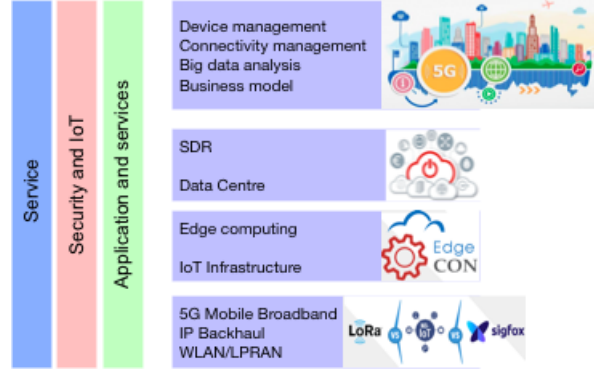 Service
Security and IoT
Application and services
Device management
Connectivity management
Big data analysis
Business model
5G
SDR
Data Centre
Edge computing
IoT Infrastructure
Edge
CON
5G Mobile Broadband
IP Backhaul
WLAN/LPRAN
LoRa
VS
IoT
VS
sigfox